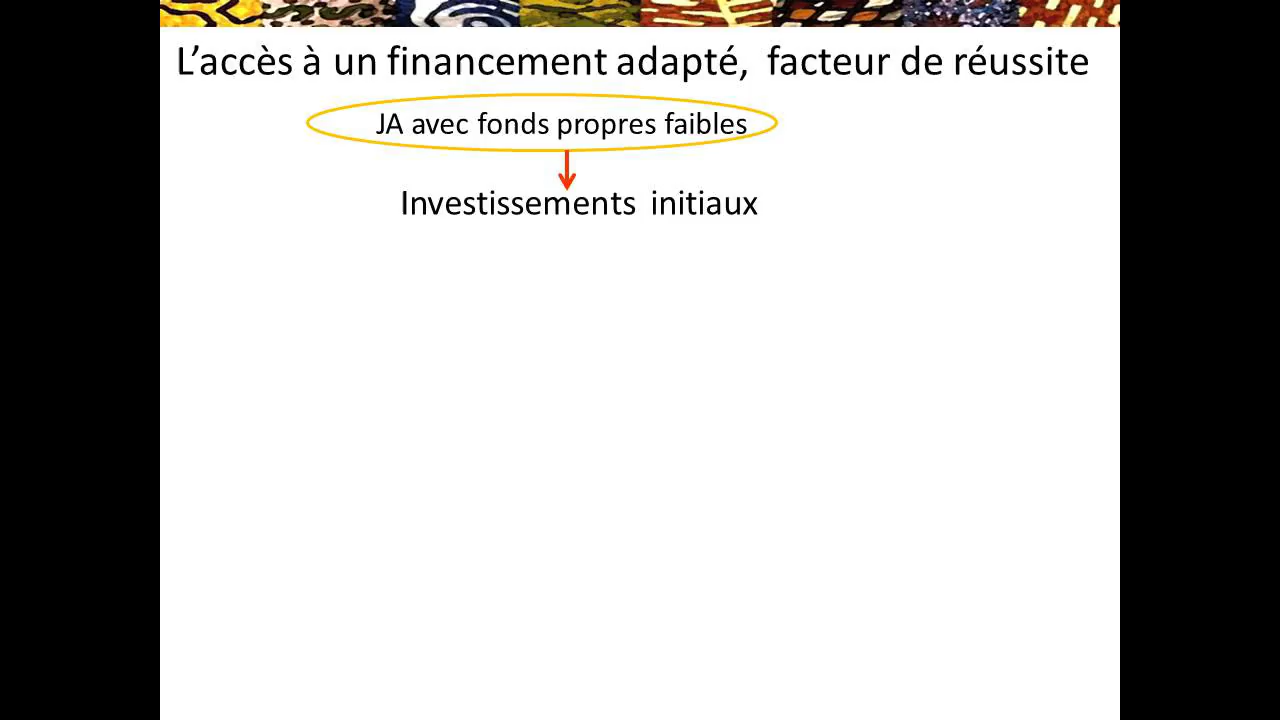 L’accès à un financement adapté, facteur de réussite
JA avec fonds propres faibles
Investissements initiaux